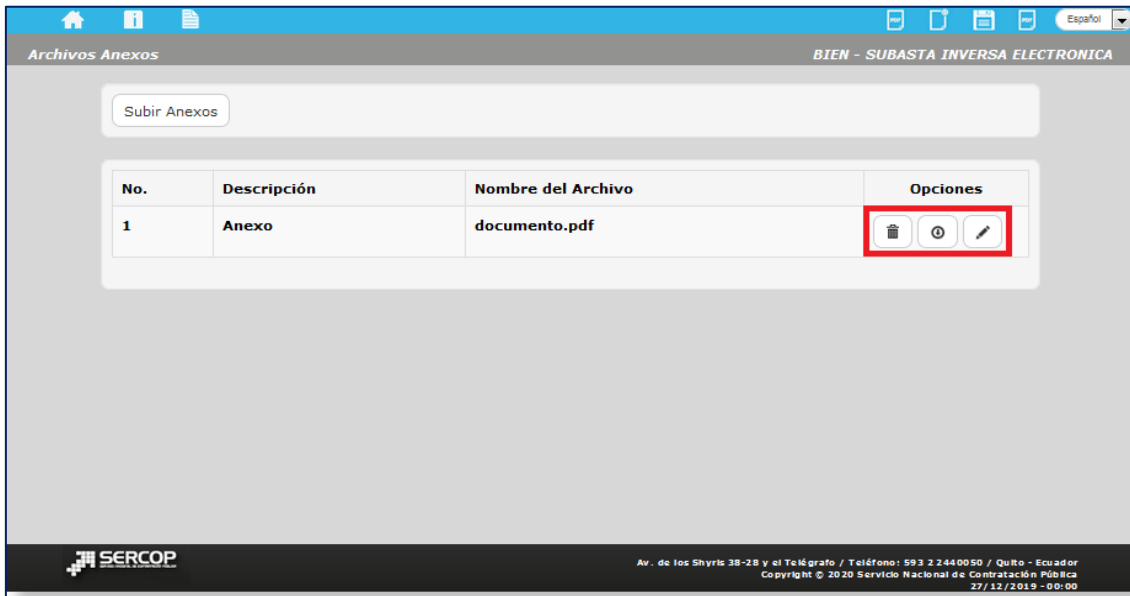 PDF PDF Español
Archivos Anexos BIEN - SUBASTA INVERSA ELECTRONICA
Subir Anexos
No. Descripción Nombre del Archivo Opciones
1 Anexo documento.pdf
SERCOP
Av. de los Shyris 38-28 y el Telégrafo / Teléfono: 593 2 2440050 / Quito - Ecuador
Copyright © 2020 Servicio Nacional de Contratación Pública
27/12/2019 -00:00